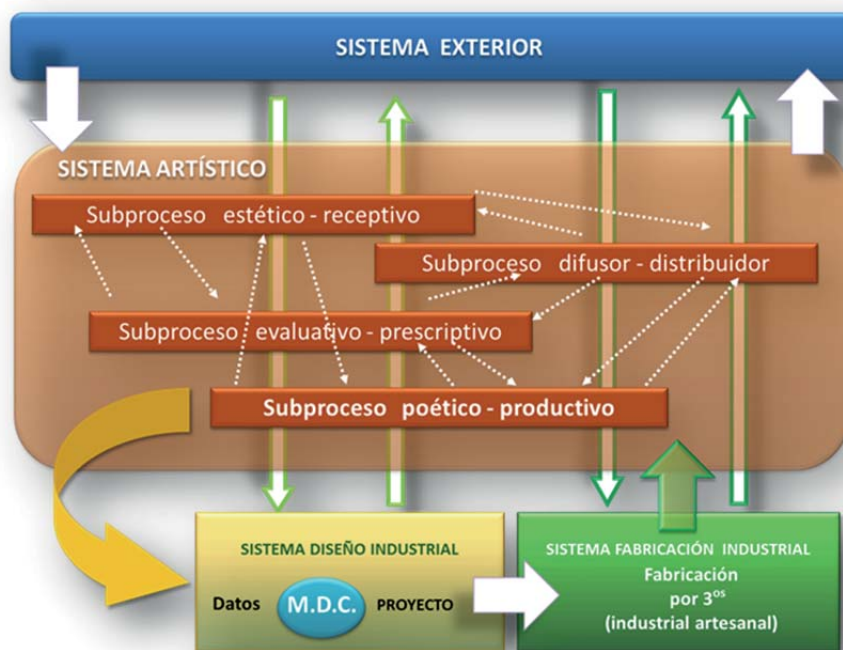 SISTEMA EXTERIOR
SISTEMA ARTÍSTICO
Subproceso estético - receptivo
Subproceso difusor - distribuidor
Subproceso evaluativo - prescriptivo
Subproceso poético - productivo
SISTEMA DISEÑO INDUSTRIAL
Datos M.D.C. PROYECTO
SISTEMA FABRICACIÓN INDUSTRIAL
Fabricación
por 3ᵒˢ
(industrial artesanal)